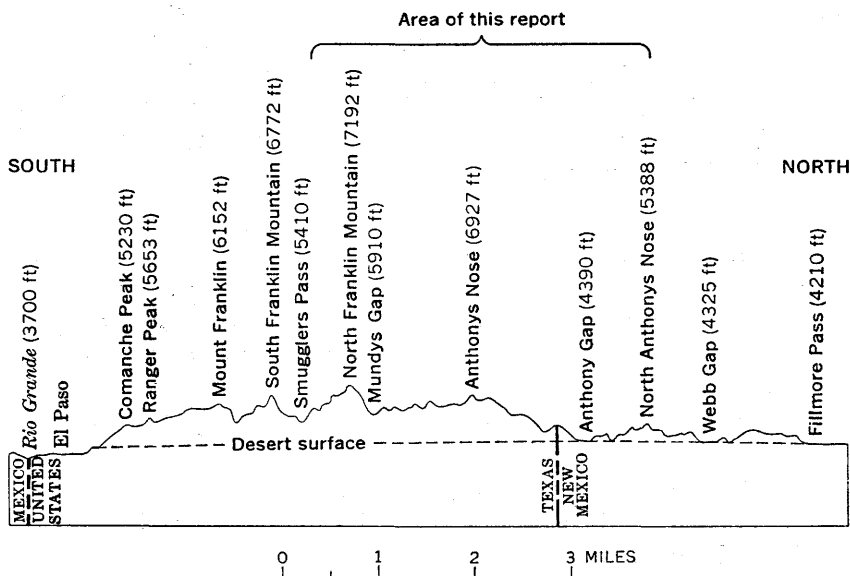 Area of this report
SOUTH
NORTH
Rio Grande (3700 ft)
El Paso
Comanche Peak (5230 ft)
Ranger Peak (5653 ft)
Mount Franklin (6152 ft)
South Franklin Mountain (6772 ft)
Smugglers Pass (5410 ft)
North Franklin Mountain (7192 ft)
Mundys Gap (5910 ft)
Anthonys Nose (6927 ft)
Anthony Gap (4390 ft)
North Anthonys Nose (5388 ft)
Webb Gap (4325 ft)
Fillmore Pass (4210 ft)
Desert surface
MEXICO
UNITED
STATES
TEXAS
NEW
MEXICO
0 1 2 3 MILES